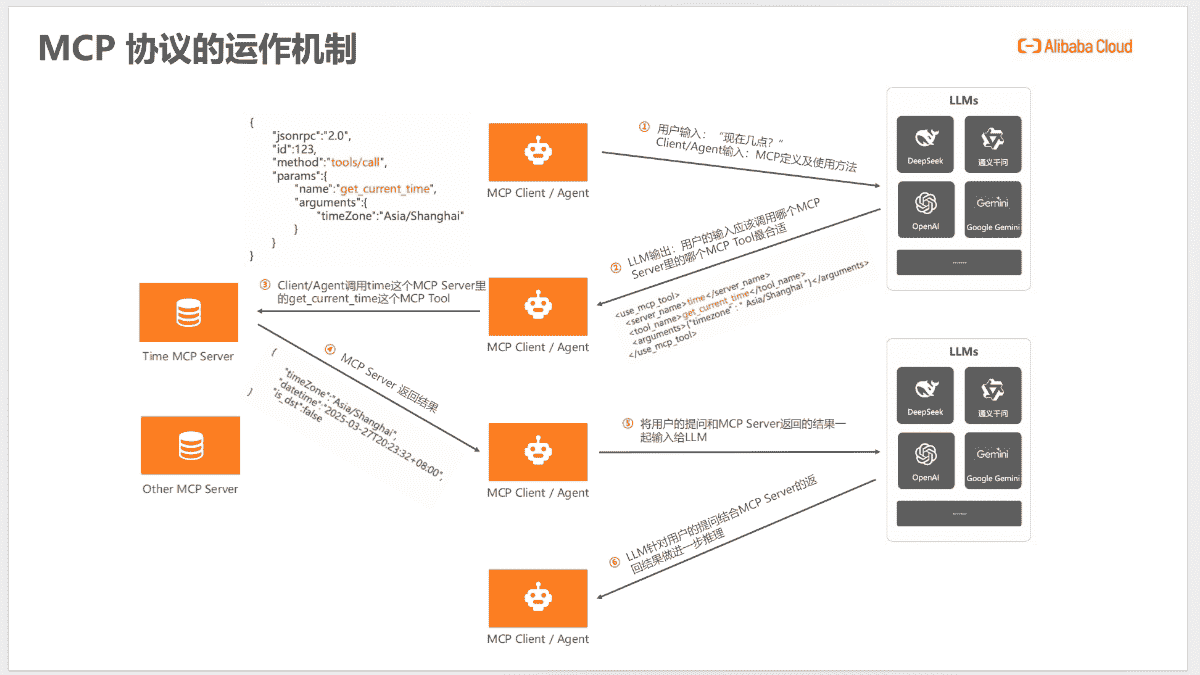 MCP 协议的运作机制
Alibaba Cloud
{
"jsonrpc":"2.0",
"id":123,
"method":"tools/call",
"params":{
"name":"get_current_time",
"arguments":{
"timeZone":"Asia/Shanghai"
}
}
}
MCP Client / Agent
① 用户输入：“现在几点？”
Client/Agent输入：MCP定义及使用方法
LLMs
DeepSeek
通义千问
OpenAI
Gemini
Google Gemini
......
② LLM输出：用户的输入应该调用哪个MCP
Server里的哪个MCP Tool最合适
<use_mcp_tool>
<server_name>time</server_name>
<tool_name>get_current_time</tool_name>
<arguments>{"timezone" : " Asia/Shanghai "}</arguments>
</use_mcp_tool>
③ Client/Agent调用time这个MCP Server里
的get_current_time这个MCP Tool
MCP Client / Agent
Time MCP Server
④ MCP Server 返回结果
{
"timeZone":"Asia/Shanghai",
"datetime":"2025-03-27T20:23:32+08:00",
"is_dst":false
}
Other MCP Server
MCP Client / Agent
⑤ 将用户的提问和MCP Server返回的结果一
起输入给LLM
LLMs
DeepSeek
通义千问
OpenAI
Gemini
Google Gemini
......
⑥ LLM针对用户的提问结合MCP Server的返
回结果做进一步推理
MCP Client / Agent